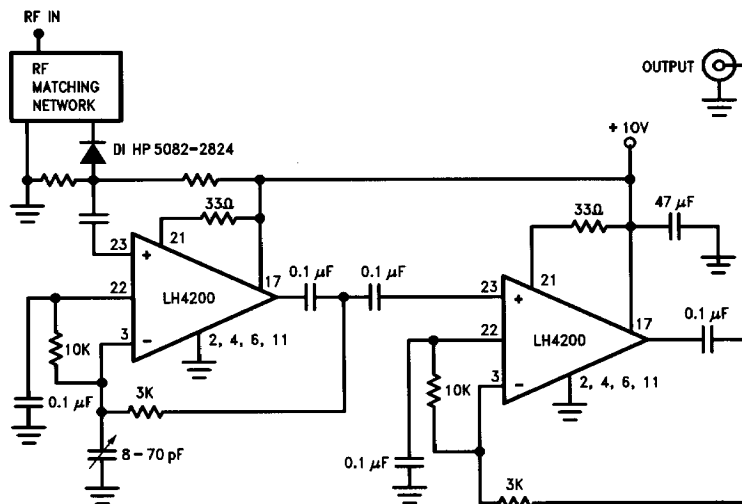 RF IN
RF
MATCHING
NETWORK
OUTPUT
+ 10V
DI HP 5082-2824
33Ω
33Ω
47 µF
23
21
+
17
0.1 µF
0.1 µF
22
LH4200
3
−
2, 4, 6, 11
10K
0.1 µF
3K
8-70 pF
23
21
+
17
0.1 µF
22
LH4200
3
−
2, 4, 6, 11
10K
0.1 µF
3K